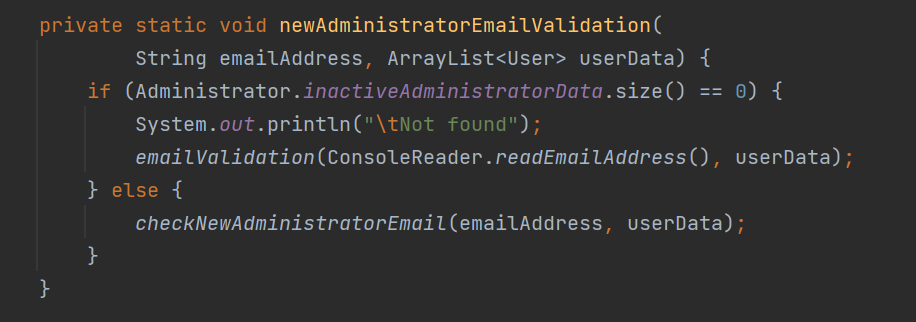 private static void newAdministratorEmailValidation(
        String emailAddress, ArrayList<User> userData) {
    if (Administrator.inactiveAdministratorData.size() == 0) {
        System.out.println("\tNot found");
        emailValidation(ConsoleReader.readEmailAddress(), userData);
    } else {
        checkNewAdministratorEmail(emailAddress, userData);
    }
}